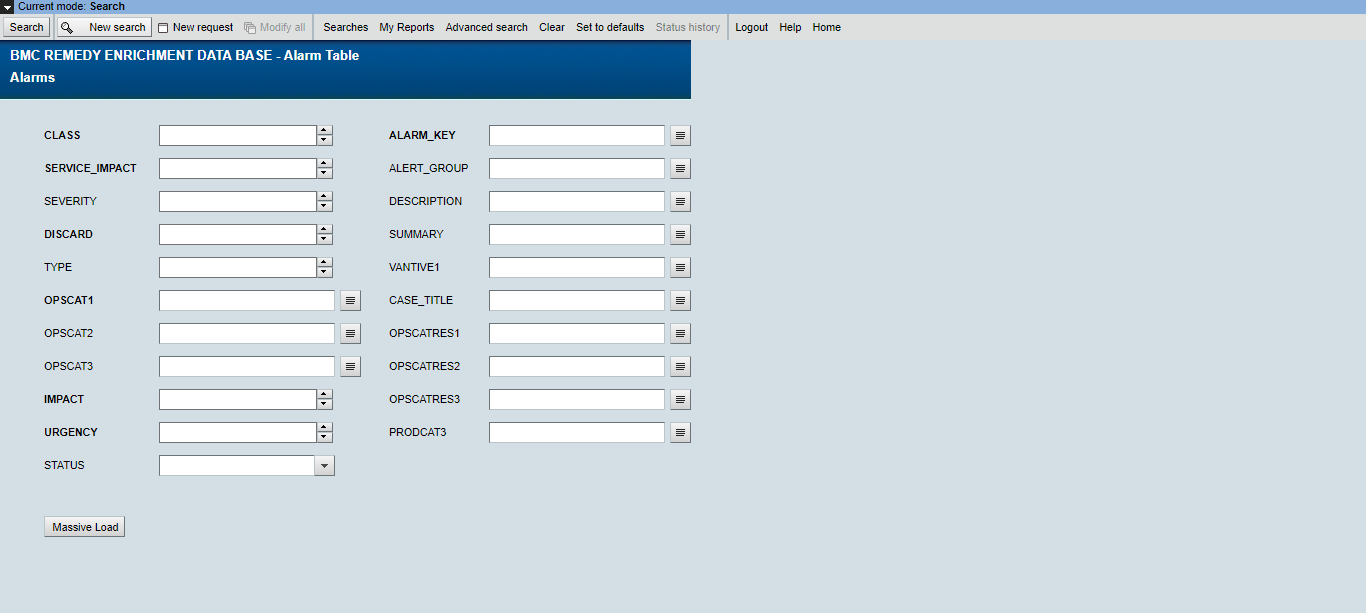 Current mode: Search
Search New search New request Modify all Searches My Reports Advanced search Clear Set to defaults Status history Logout Help Home
BMC REMEDY ENRICHMENT DATA BASE - Alarm Table
Alarms
CLASS ALARM_KEY
SERVICE_IMPACT ALERT_GROUP
SEVERITY DESCRIPTION
DISCARD SUMMARY
TYPE VANTIVE1
OPSCAT1 CASE_TITLE
OPSCAT2 OPSCATRES1
OPSCAT3 OPSCATRES2
IMPACT OPSCATRES3
URGENCY PRODCAT3
STATUS
Massive Load